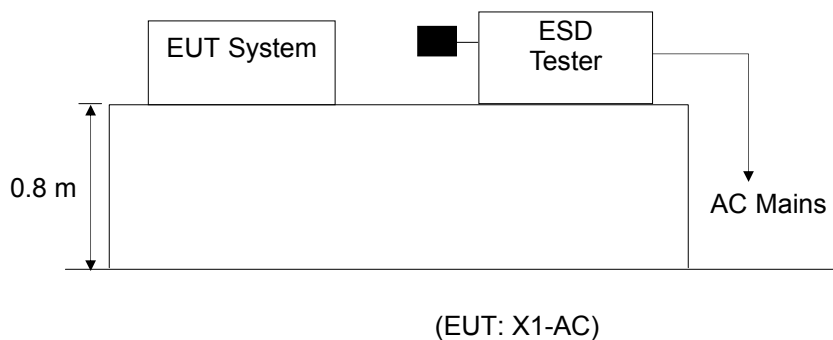 EUT System
ESD
Tester
0.8 m
AC Mains
(EUT: X1-AC)